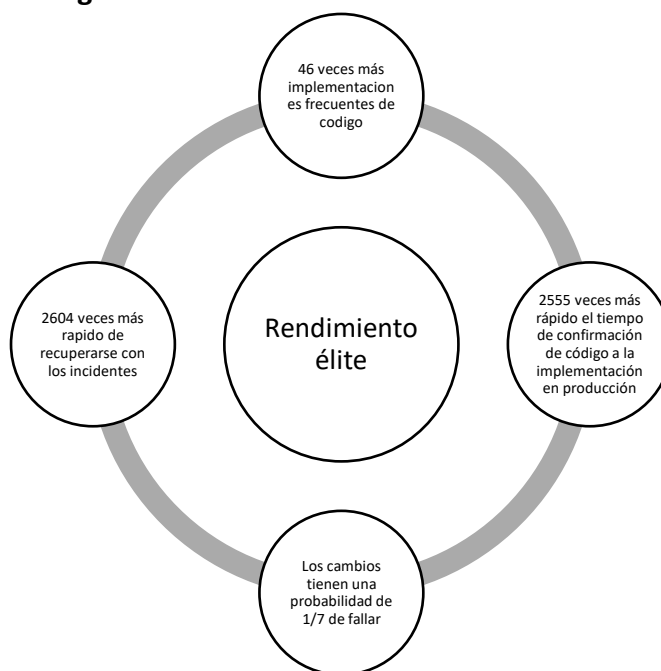 46 veces más
implementacion
es frecuentes de
codigo
2604 veces más
rapido de
recuperarse con
los incidentes
Rendimiento
élite
2555 veces más
rápido el tiempo
de confirmación
de código a la
implementación
en producción
Los cambios
tienen una
probabilidad de
1/7 de fallar